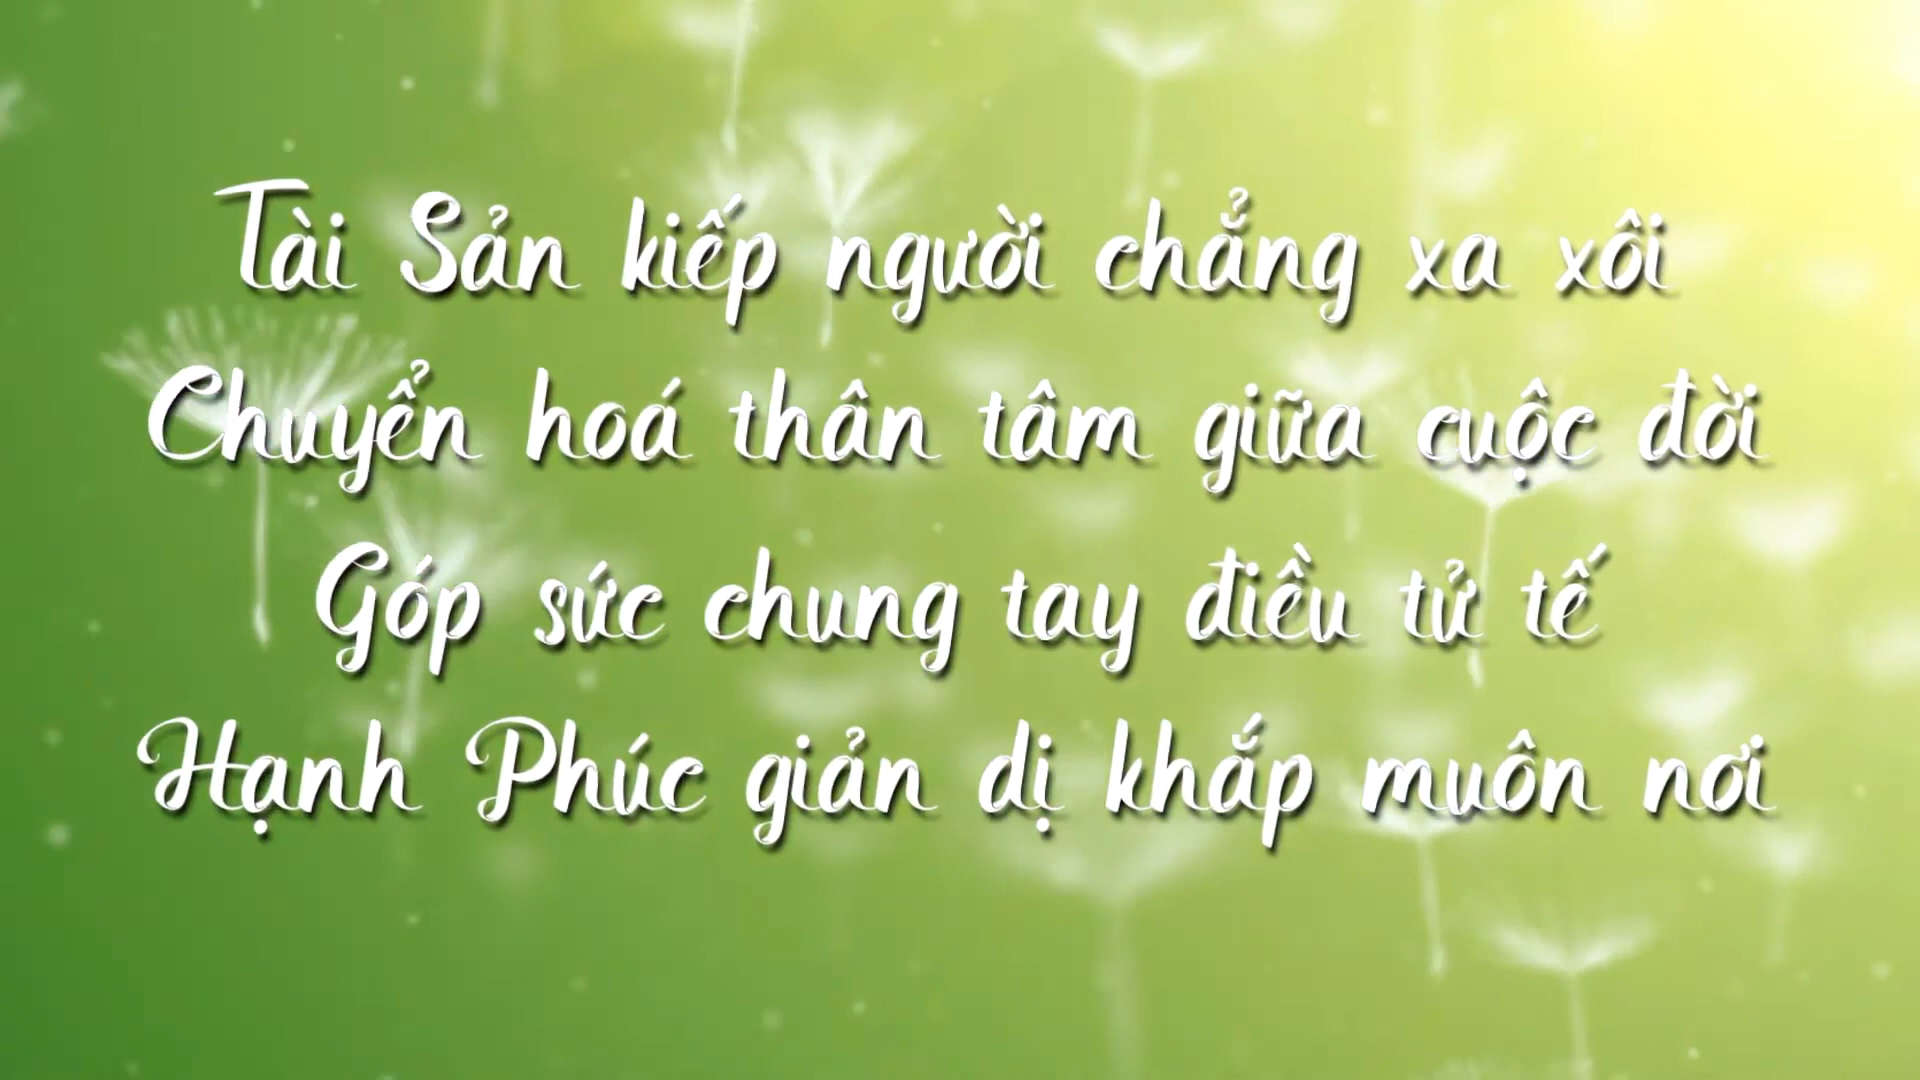 Tài Sản kiếp người chẳng xa xôi
Chuyển hoá thân tâm giữa cuộc đời
Góp sức chung tay điều tử tế
Hạnh Phúc giản dị khắp muôn nơi